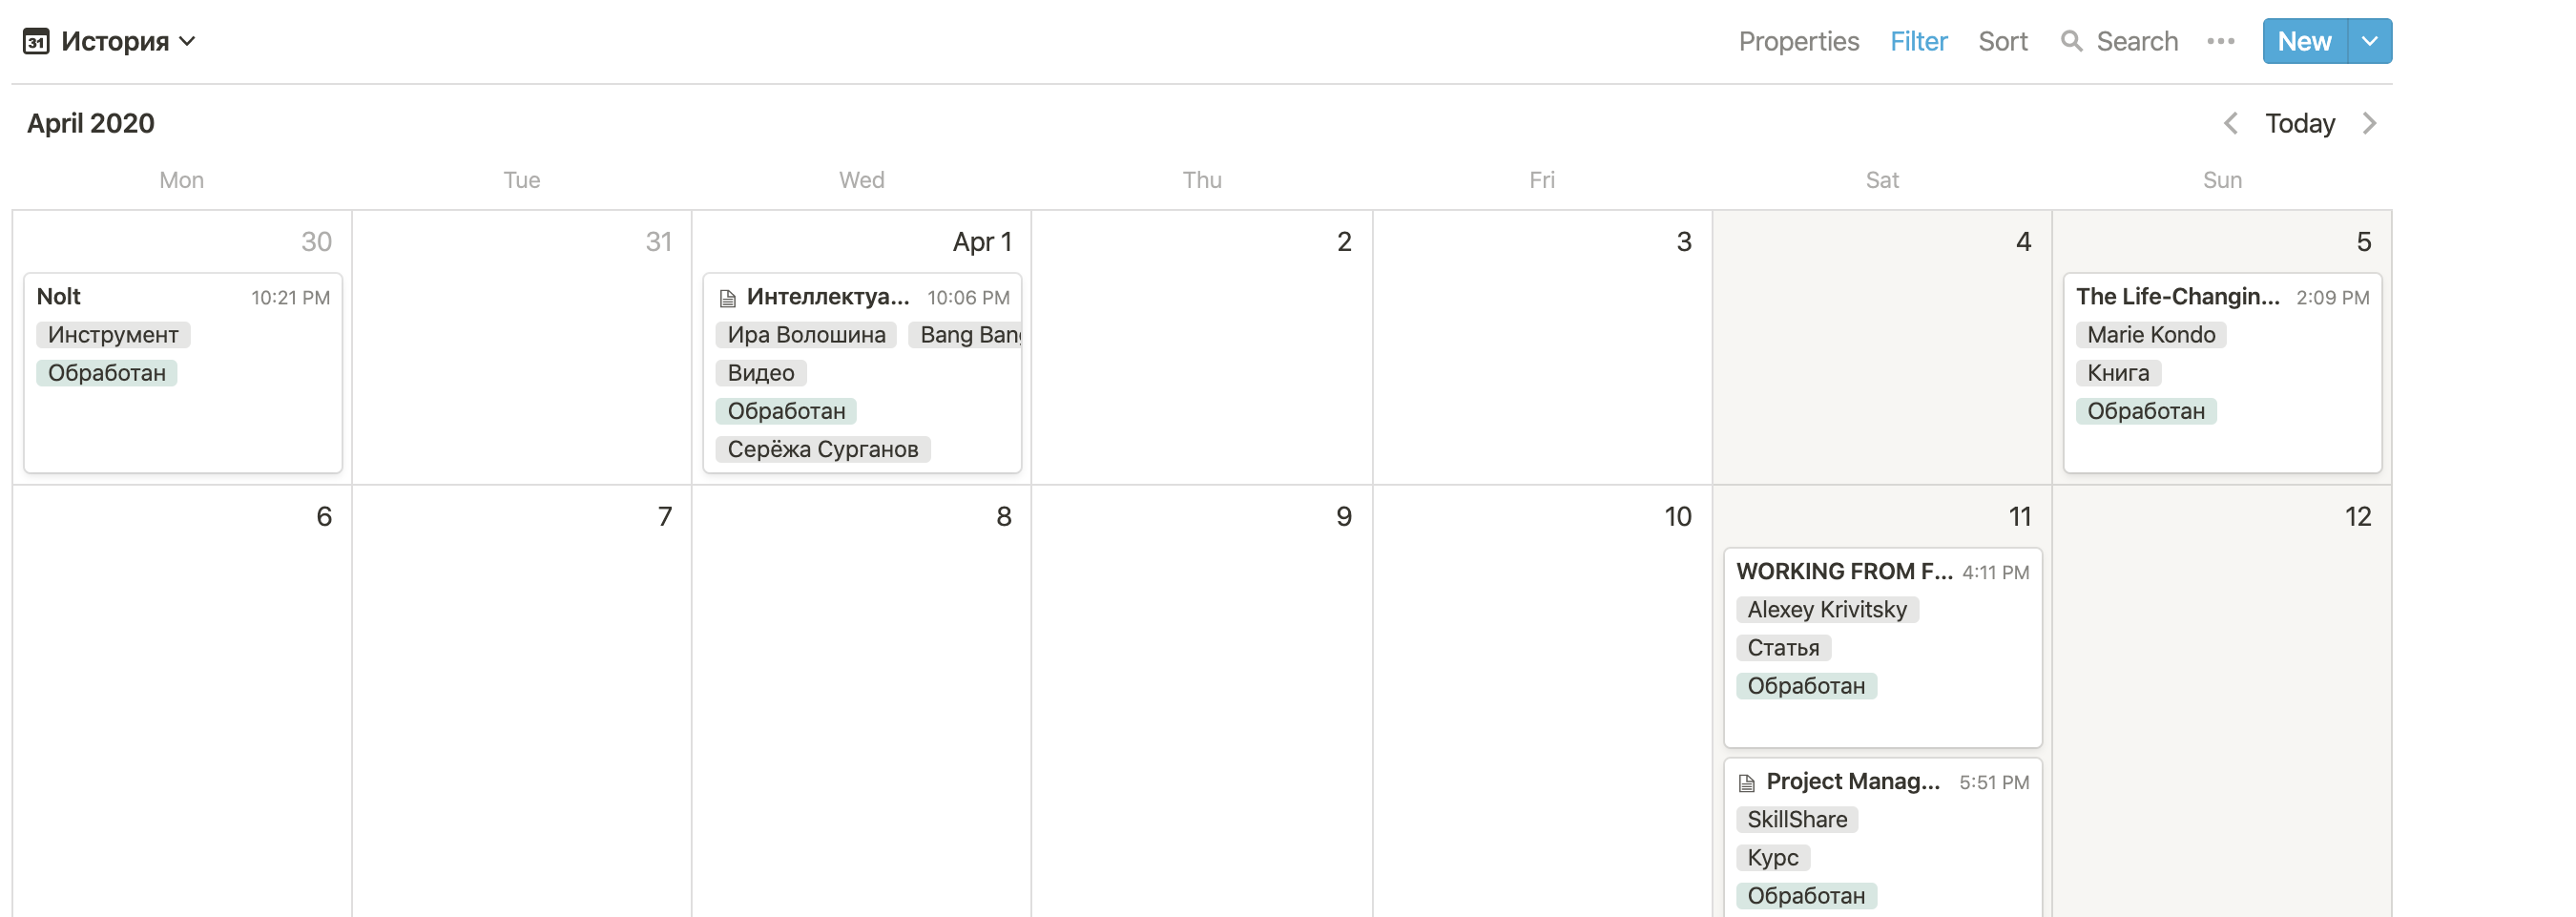 31 История
Properties Filter Sort Search ... New
April 2020
Today
Mon Tue Wed Thu Fri Sat Sun
30 31 Apr 1 2 3 4 5
Nolt 10:21 PM
Инструмент
Обработан
Интеллектуа... 10:06 PM
Ира Волошина Bang Bang
Видео
Обработан
Серёжа Сурганов
The Life-Changin... 2:09 PM
Marie Kondo
Книга
Обработан
6 7 8 9 10 11 12
WORKING FROM F... 4:11 PM
Alexey Krivitsky
Статья
Обработан
Project Manag... 5:51 PM
SkillShare
Курс
Обработан